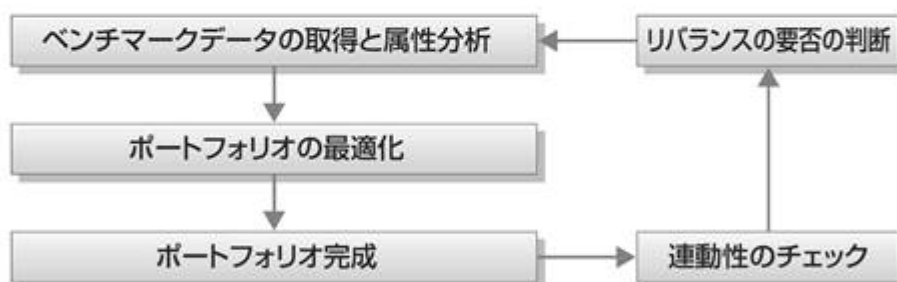 ベンチマークデータの取得と属性分析
リバランスの要否の判断
ポートフォリオの最適化
ポートフォリオ完成
連動性のチェック